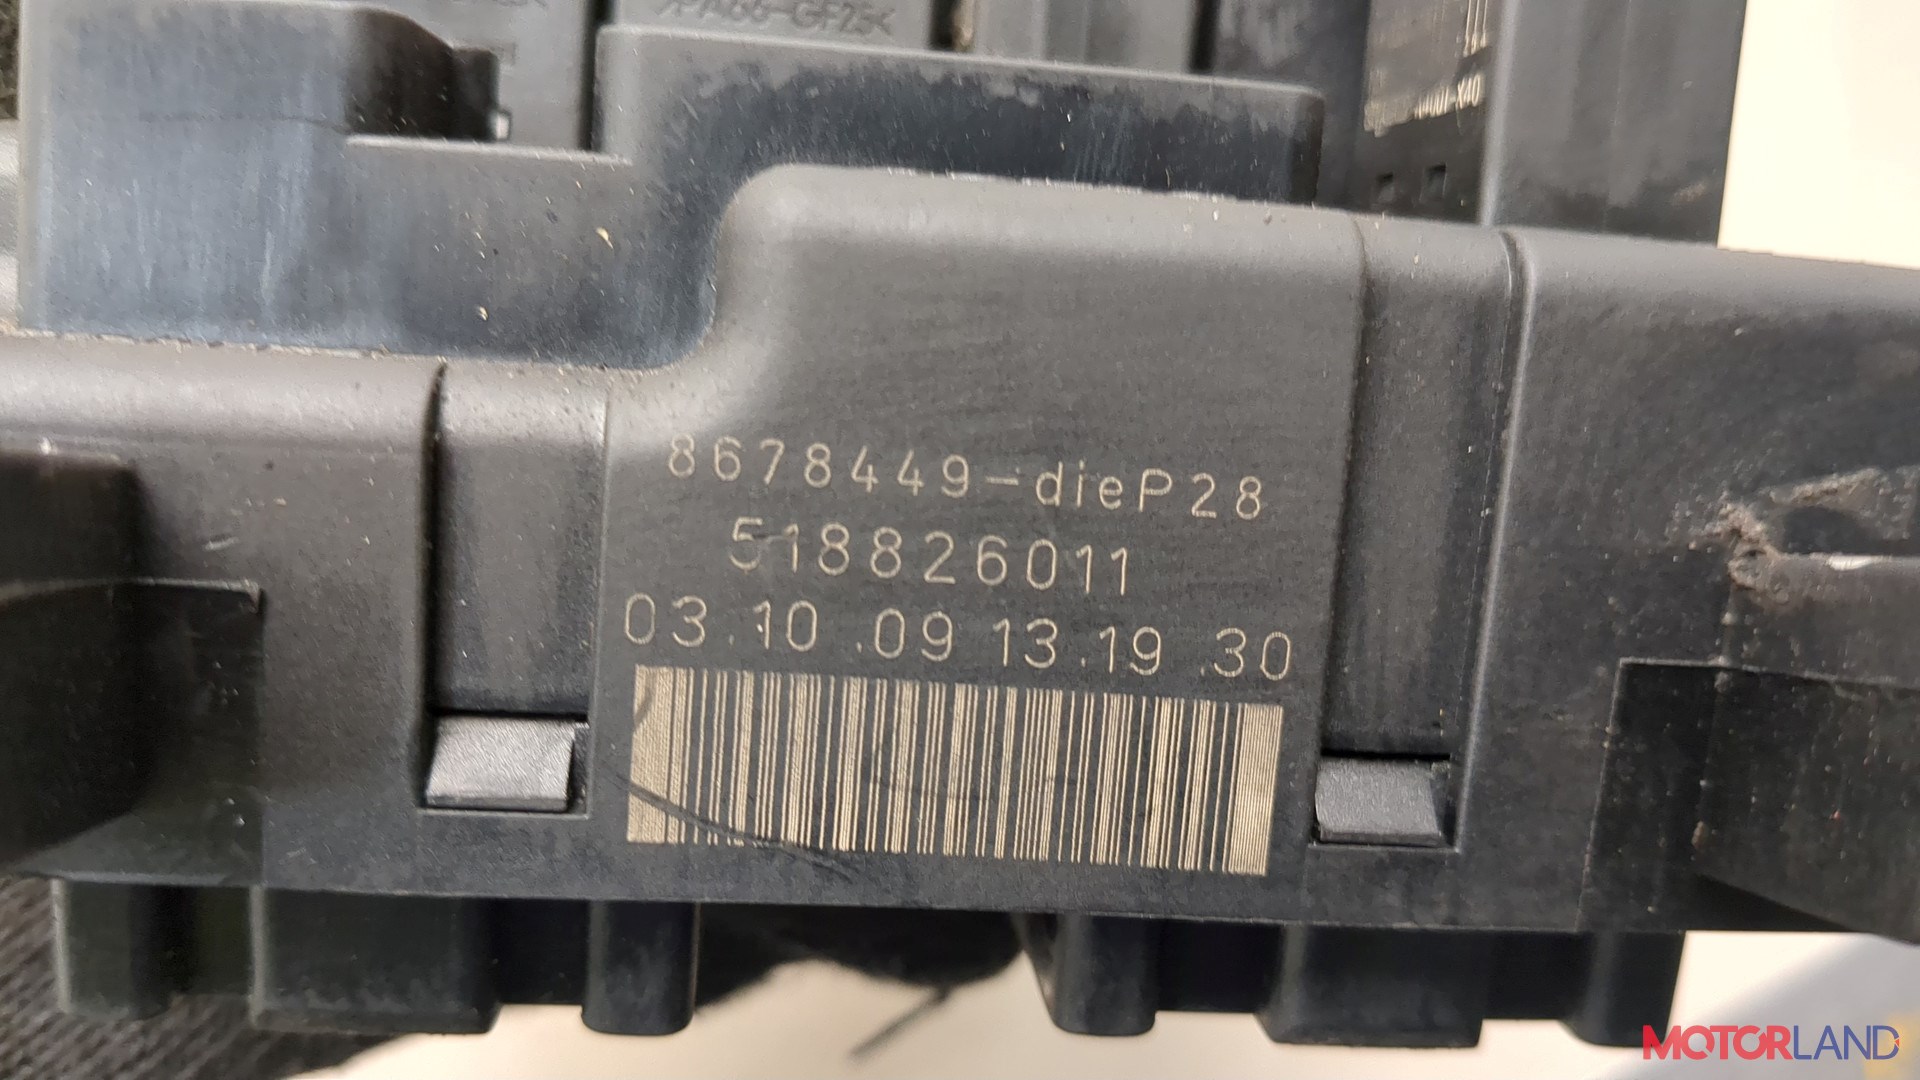 8678449-dieP28
518826011
03.10.09 13.19.30
MOTORLAND